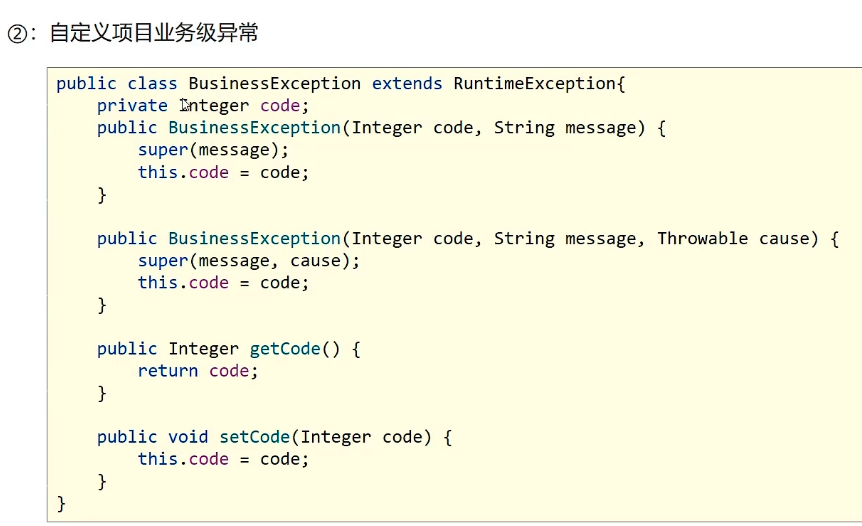 ②：自定义项目业务级异常
public class BusinessException extends RuntimeException{
    private Integer code;
    public BusinessException(Integer code, String message) {
        super(message);
        this.code = code;
    }

    public BusinessException(Integer code, String message, Throwable cause) {
        super(message, cause);
        this.code = code;
    }

    public Integer getCode() {
        return code;
    }

    public void setCode(Integer code) {
        this.code = code;
    }
}